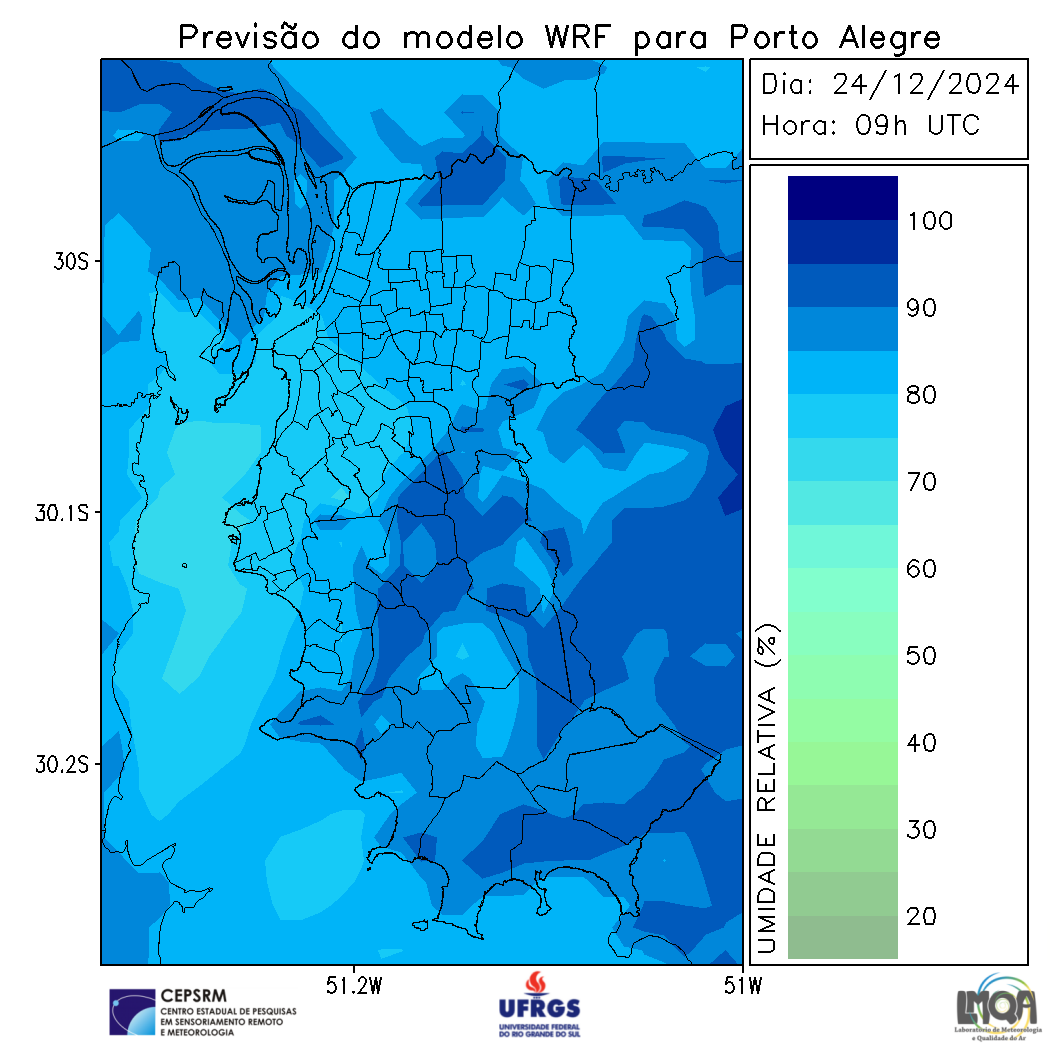 Previsão do modelo WRF para Porto Alegre
Dia: 24/12/2024
Hora: 09h UTC
30S
30.1S
30.2S
51.2W
51W
100
90
80
70
60
50
40
30
20
UMIDADE RELATIVA (%)
CEPSRM
CENTRO ESTADUAL DE PESQUISAS
EM SENSORIAMENTO REMOTO
E METEOROLOGIA
UFRGS
UNIVERSIDADE FEDERAL
DO RIO GRANDE DO SUL
LMQA
Laboratório de Meteorologia
e Qualidade do Ar